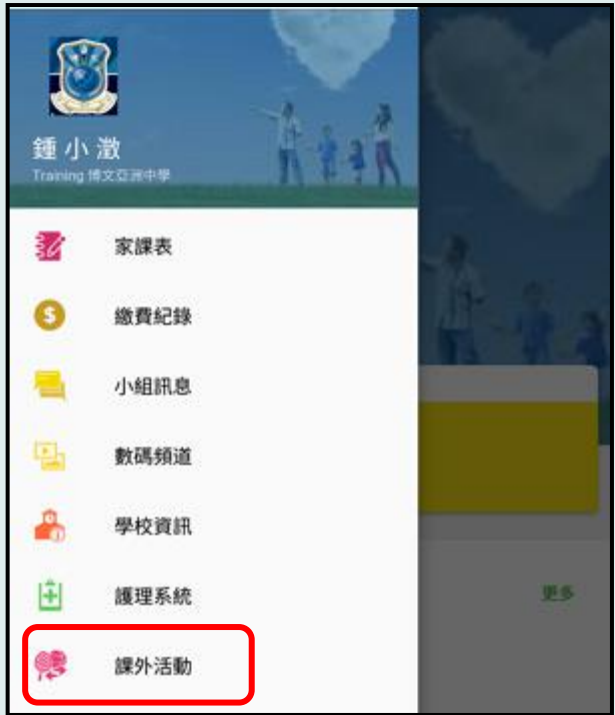 鍾小澂
Training 博文亞洲中學
家課表
繳費紀錄
小組訊息
數碼頻道
學校資訊
護理系統
更多
課外活動